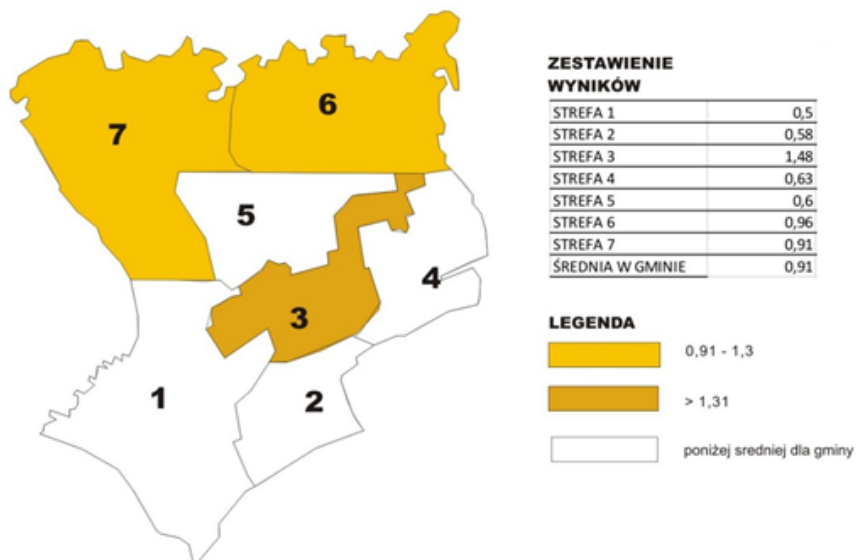 7
6
5
4
3
1
2
ZESTAWIENIE
WYNIKÓW
STREFA 1 0,5
STREFA 2 0,58
STREFA 3 1,48
STREFA 4 0,63
STREFA 5 0,6
STREFA 6 0,96
STREFA 7 0,91
ŚREDNIA W GMINIE 0,91
LEGENDA
0,91 - 1,3
> 1,31
poniżej sredniej dla gminy